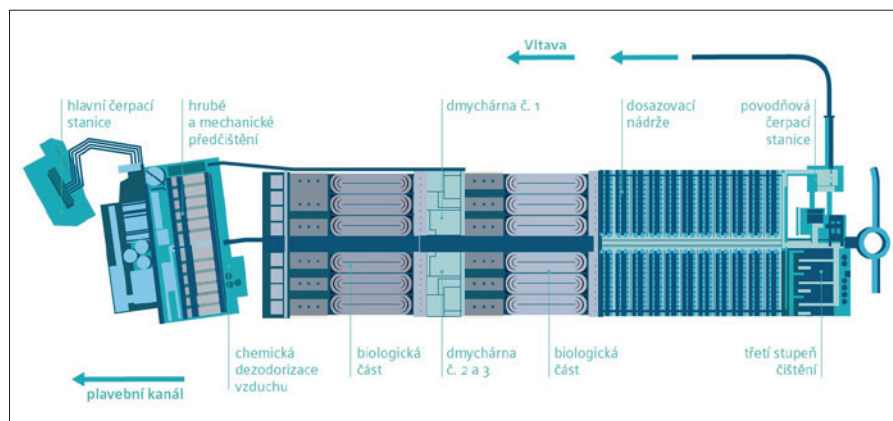 Vltava
hlavní čerpací
stanice
hrubé
a mechanické
předčištění
dmychárna č. 1
dosazovací
nádrže
povodňová
čerpací
stanice
chemická
dezodorizace
vzduchu
biologická
část
dmychárna
č. 2 a 3
biologická
část
třetí stupeň
čištění
plavební kanál